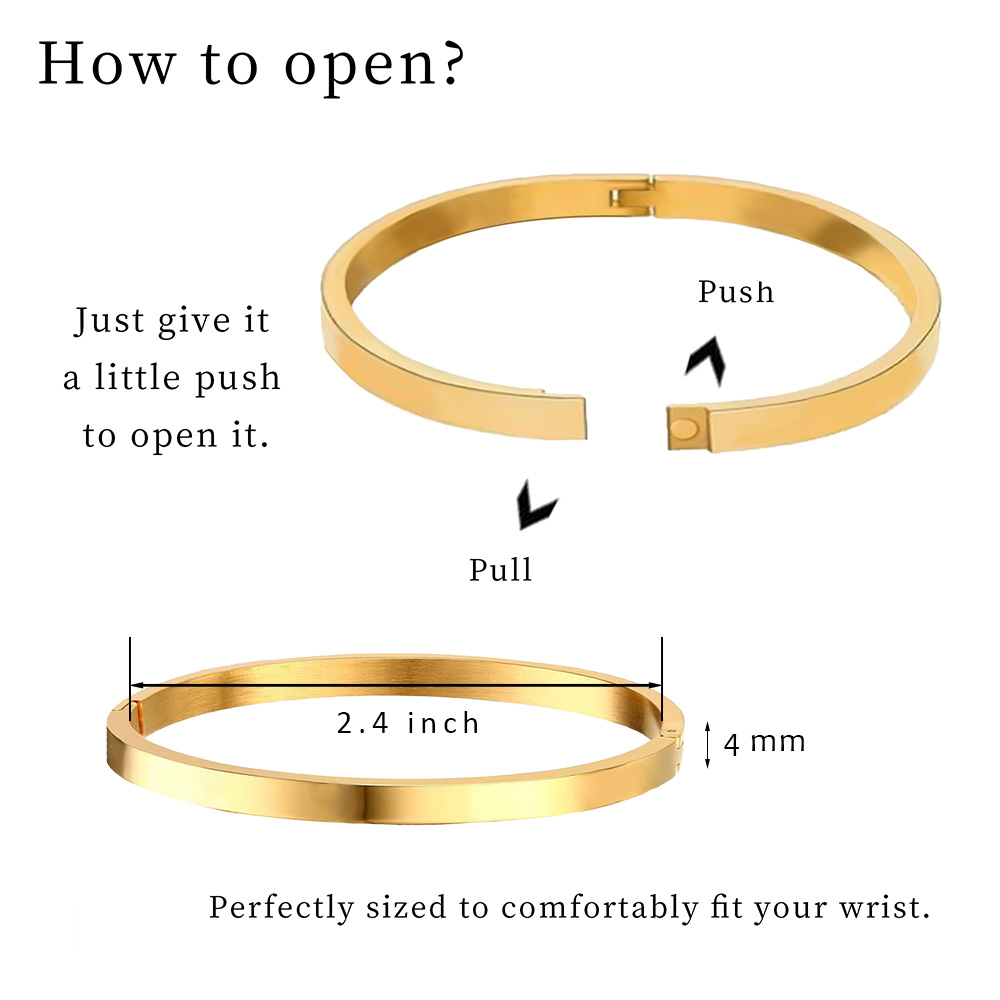 How to open?
Push
Just give it
a little push
to open it.
Pull
2.4 inch
4 mm
Perfectly sized to comfortably fit your wrist.